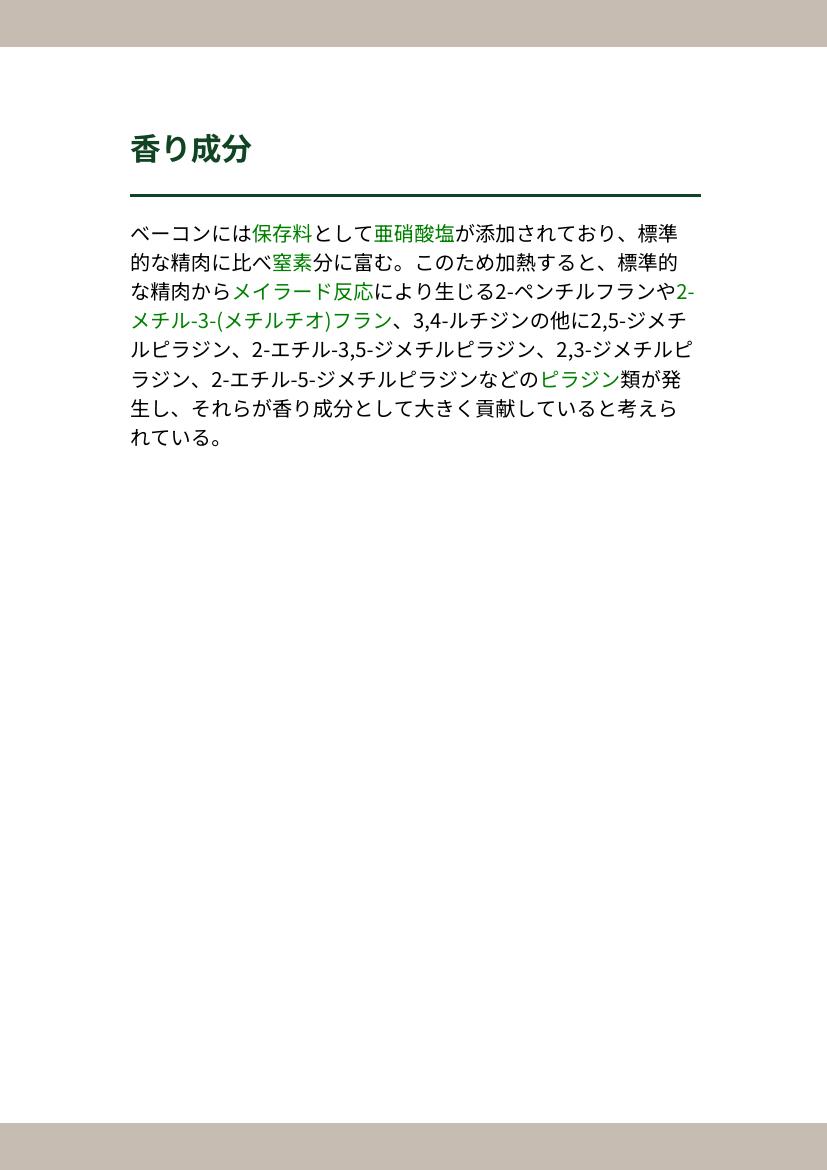 香り成分
ベーコンには保存料として亜硝酸塩が添加されており、標準
的な精肉に比べ窒素分に富む。このため加熱すると、標準的
な精肉からメイラード反応により生じる2-ペンチルフランや2-
メチル-3-(メチルチオ)フラン、3,4-ルチジンの他に2,5-ジメチ
ルピラジン、2-エチル-3,5-ジメチルピラジン、2,3-ジメチルピ
ラジン、2-エチル-5-ジメチルピラジンなどのピラジン類が発
生し、それらが香り成分として大きく貢献していると考えら
れている。